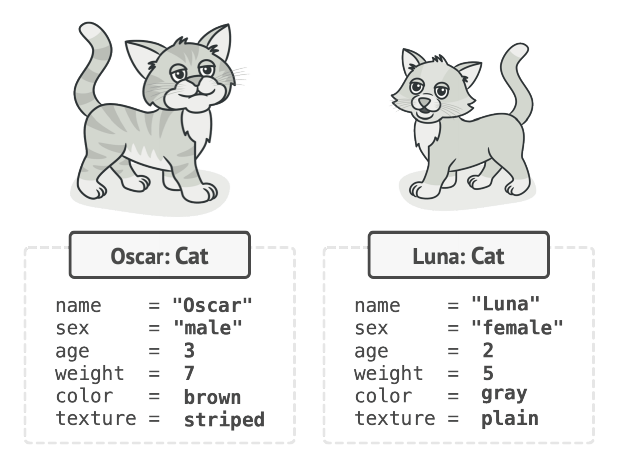 Oscar: Cat
name = "Oscar"
sex = "male"
age = 3
weight = 7
color = brown
texture = striped
Luna: Cat
name = "Luna"
sex = "female"
age = 2
weight = 5
color = gray
texture = plain